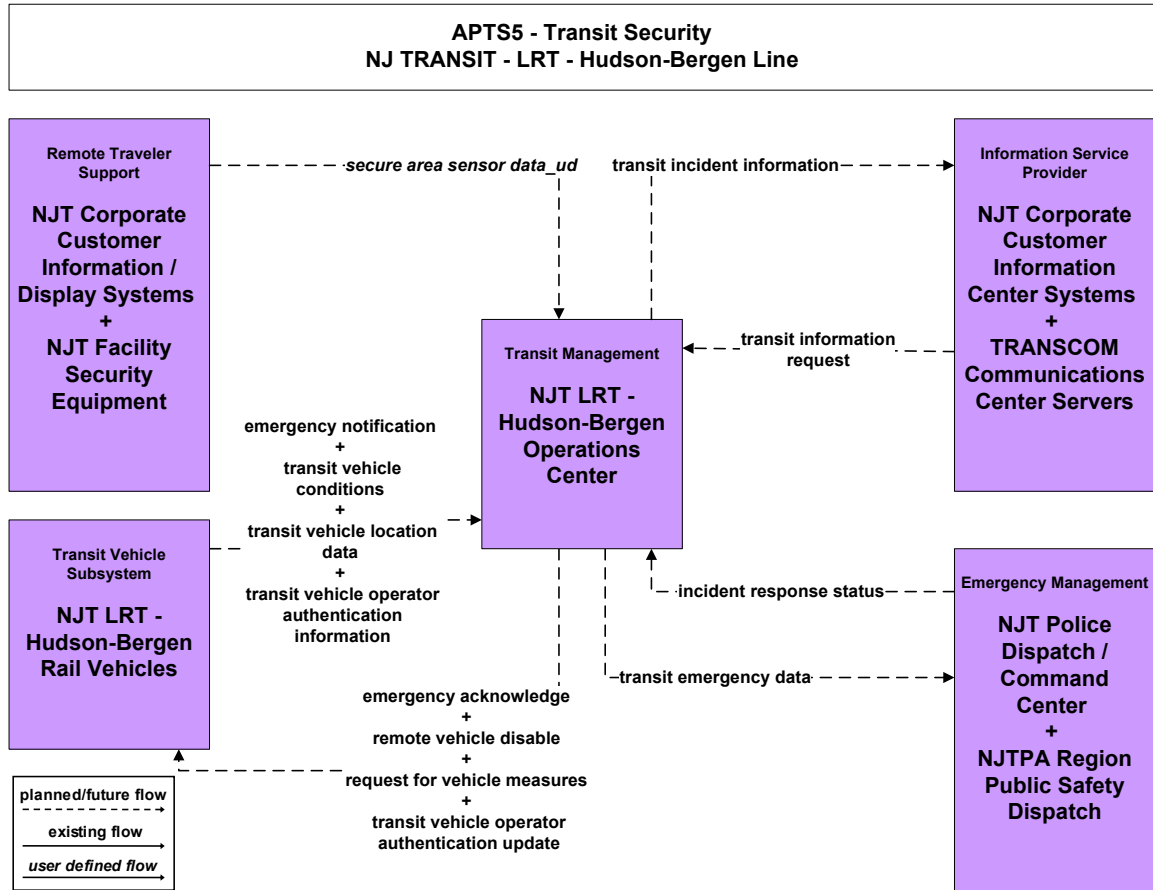 APTS5 - Transit Security
NJ TRANSIT - LRT - Hudson-Bergen Line
Remote Traveler
Support
NJT Corporate
Customer
Information /
Display Systems
+
NJT Facility
Security
Equipment
secure area sensor data_ud
transit incident information
Information Service
Provider
NJT Corporate
Customer
Information
Center Systems
+
TRANSCOM
Communications
Center Servers
transit information
request
Transit Management
NJT LRT -
Hudson-Bergen
Operations
Center
emergency notification
+
transit vehicle
conditions
+
transit vehicle location
data
+
transit vehicle operator
authentication
information
Transit Vehicle
Subsystem
NJT LRT -
Hudson-Bergen
Rail Vehicles
incident response status
transit emergency data
Emergency Management
NJT Police
Dispatch /
Command
Center
+
NJTPA Region
Public Safety
Dispatch
emergency acknowledge
+
remote vehicle disable
+
request for vehicle measures
+
transit vehicle operator
authentication update
planned/future flow
existing flow
user defined flow